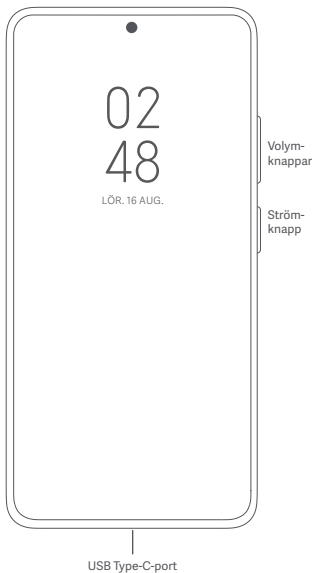 02
48
LÖR. 16 AUG.
Volym-
knappar
Ström-
knapp
USB Type-C-port